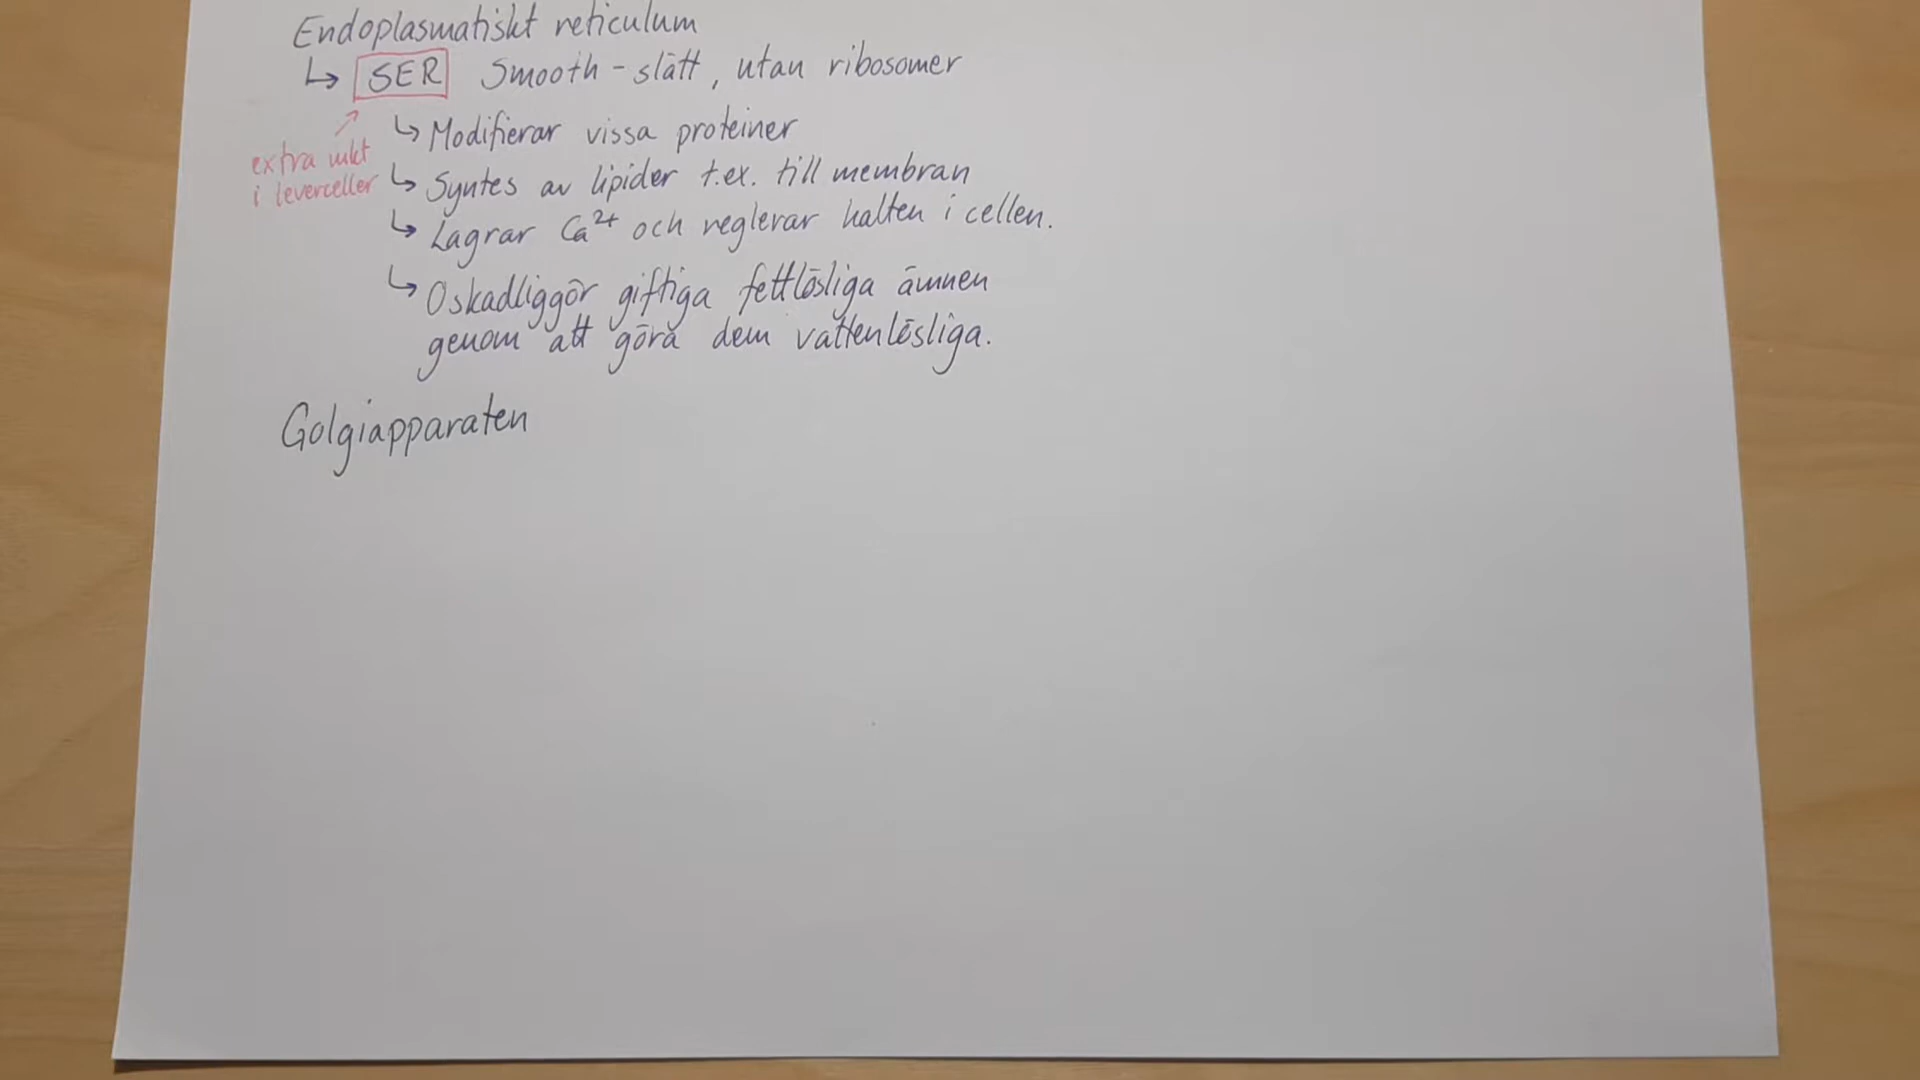 Endoplasmatiskt reticulum
↳ SER Smooth - slätt, utan ribosomer
↳ Modifierar vissa proteiner
extra mkt
i leverceller
↳ Syntes av lipider t.ex. till membran
↳ Lagrar Ca²⁺ och reglerar halten i cellen.
↳ Oskadliggör giftiga fettlösliga ämnen
genom att göra dem vattenlösliga.
Golgiapparaten